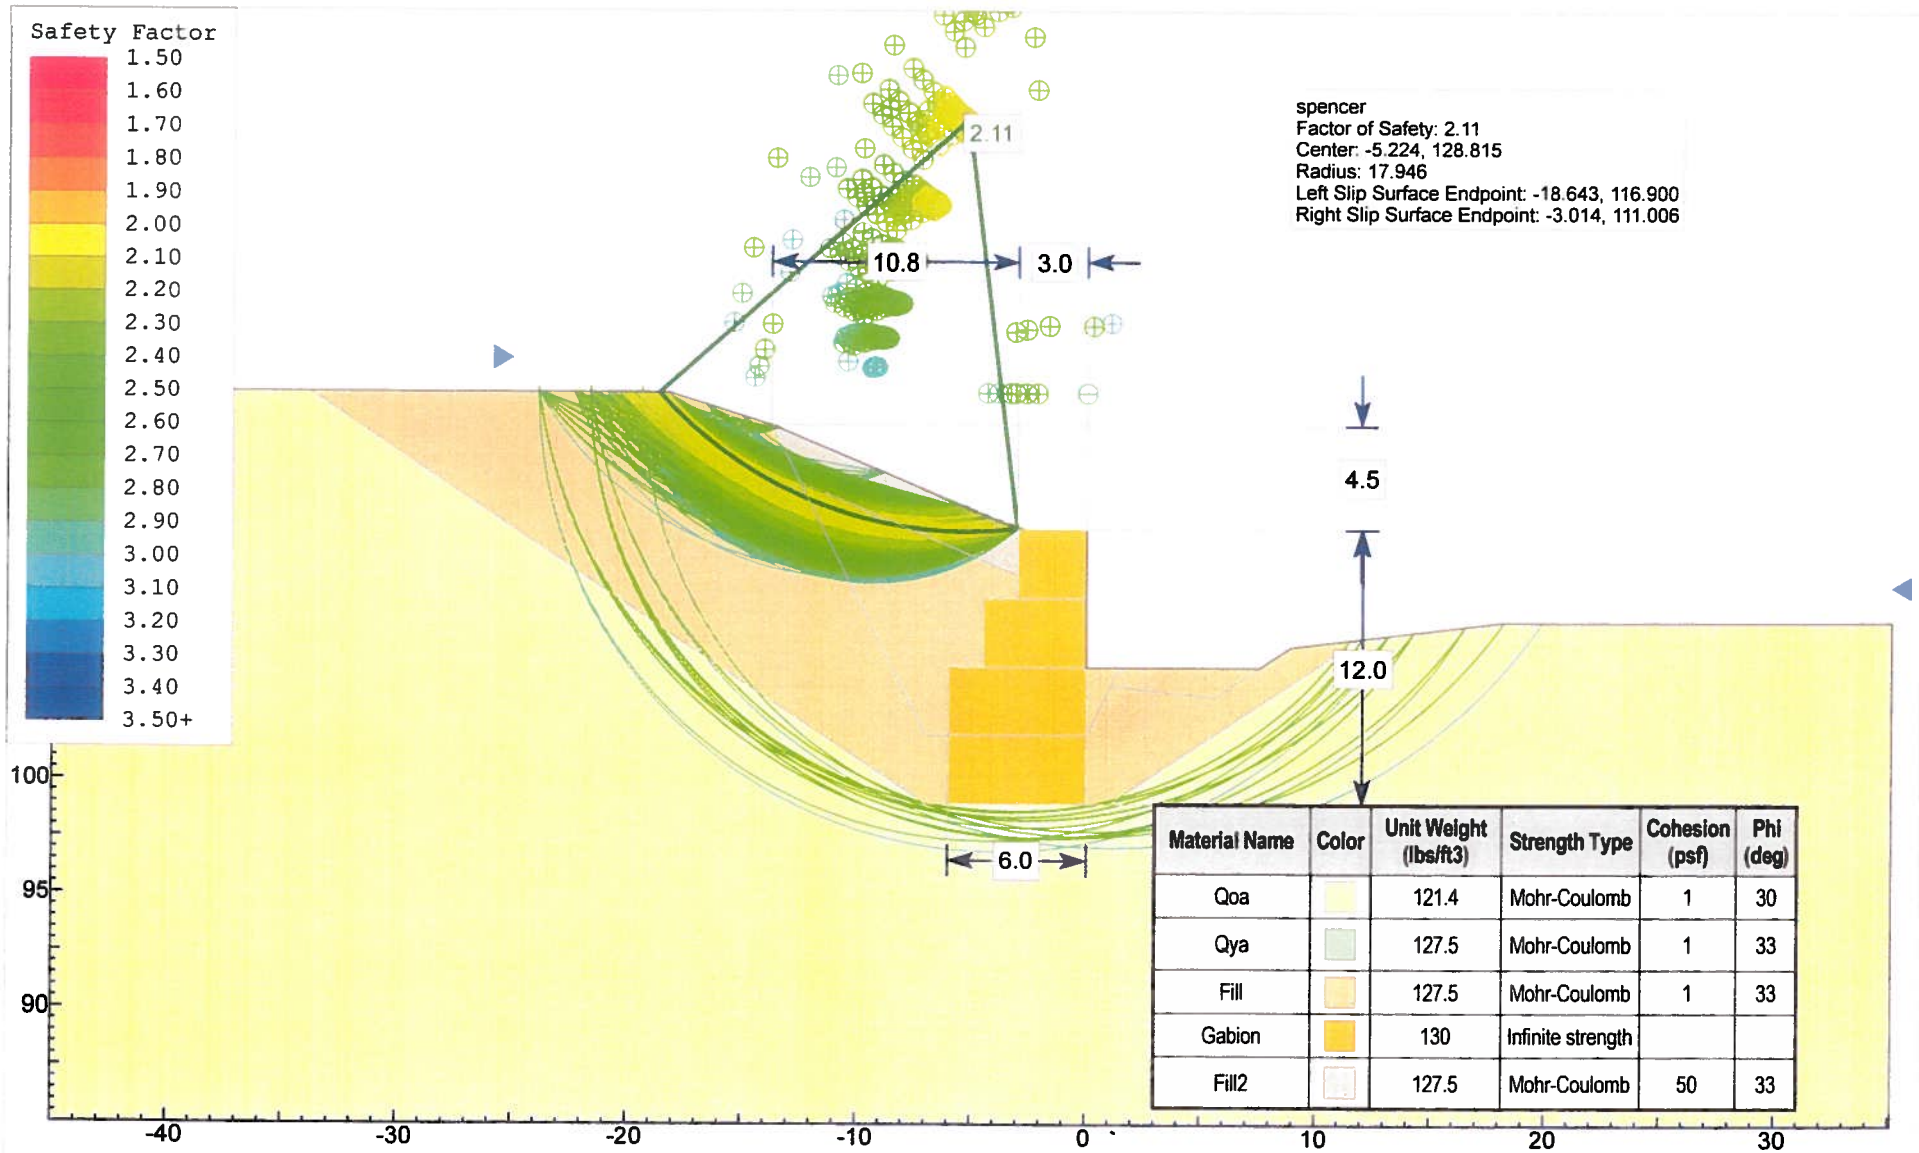 Safety Factor
1.50
1.60
1.70
1.80
1.90
2.00
2.10
2.20
2.30
2.40
2.50
2.60
2.70
2.80
2.90
3.00
3.10
3.20
3.30
3.40
3.50+
2.11
spencer
Factor of Safety: 2.11
Center: -5.224, 128.815
Radius: 17.946
Left Slip Surface Endpoint: -18.643, 116.900
Right Slip Surface Endpoint: -3.014, 111.006
10.8
3.0
4.5
12.0
6.0
100
95
90
-40 -30 -20 -10 0 10 20 30
Material Name Color Unit Weight (lbs/ft3) Strength Type Cohesion (psf) Phi (deg)
Qoa 121.4 Mohr-Coulomb 1 30
Qya 127.5 Mohr-Coulomb 1 33
Fill 127.5 Mohr-Coulomb 1 33
Gabion 130 Infinite strength
Fill2 127.5 Mohr-Coulomb 50 33